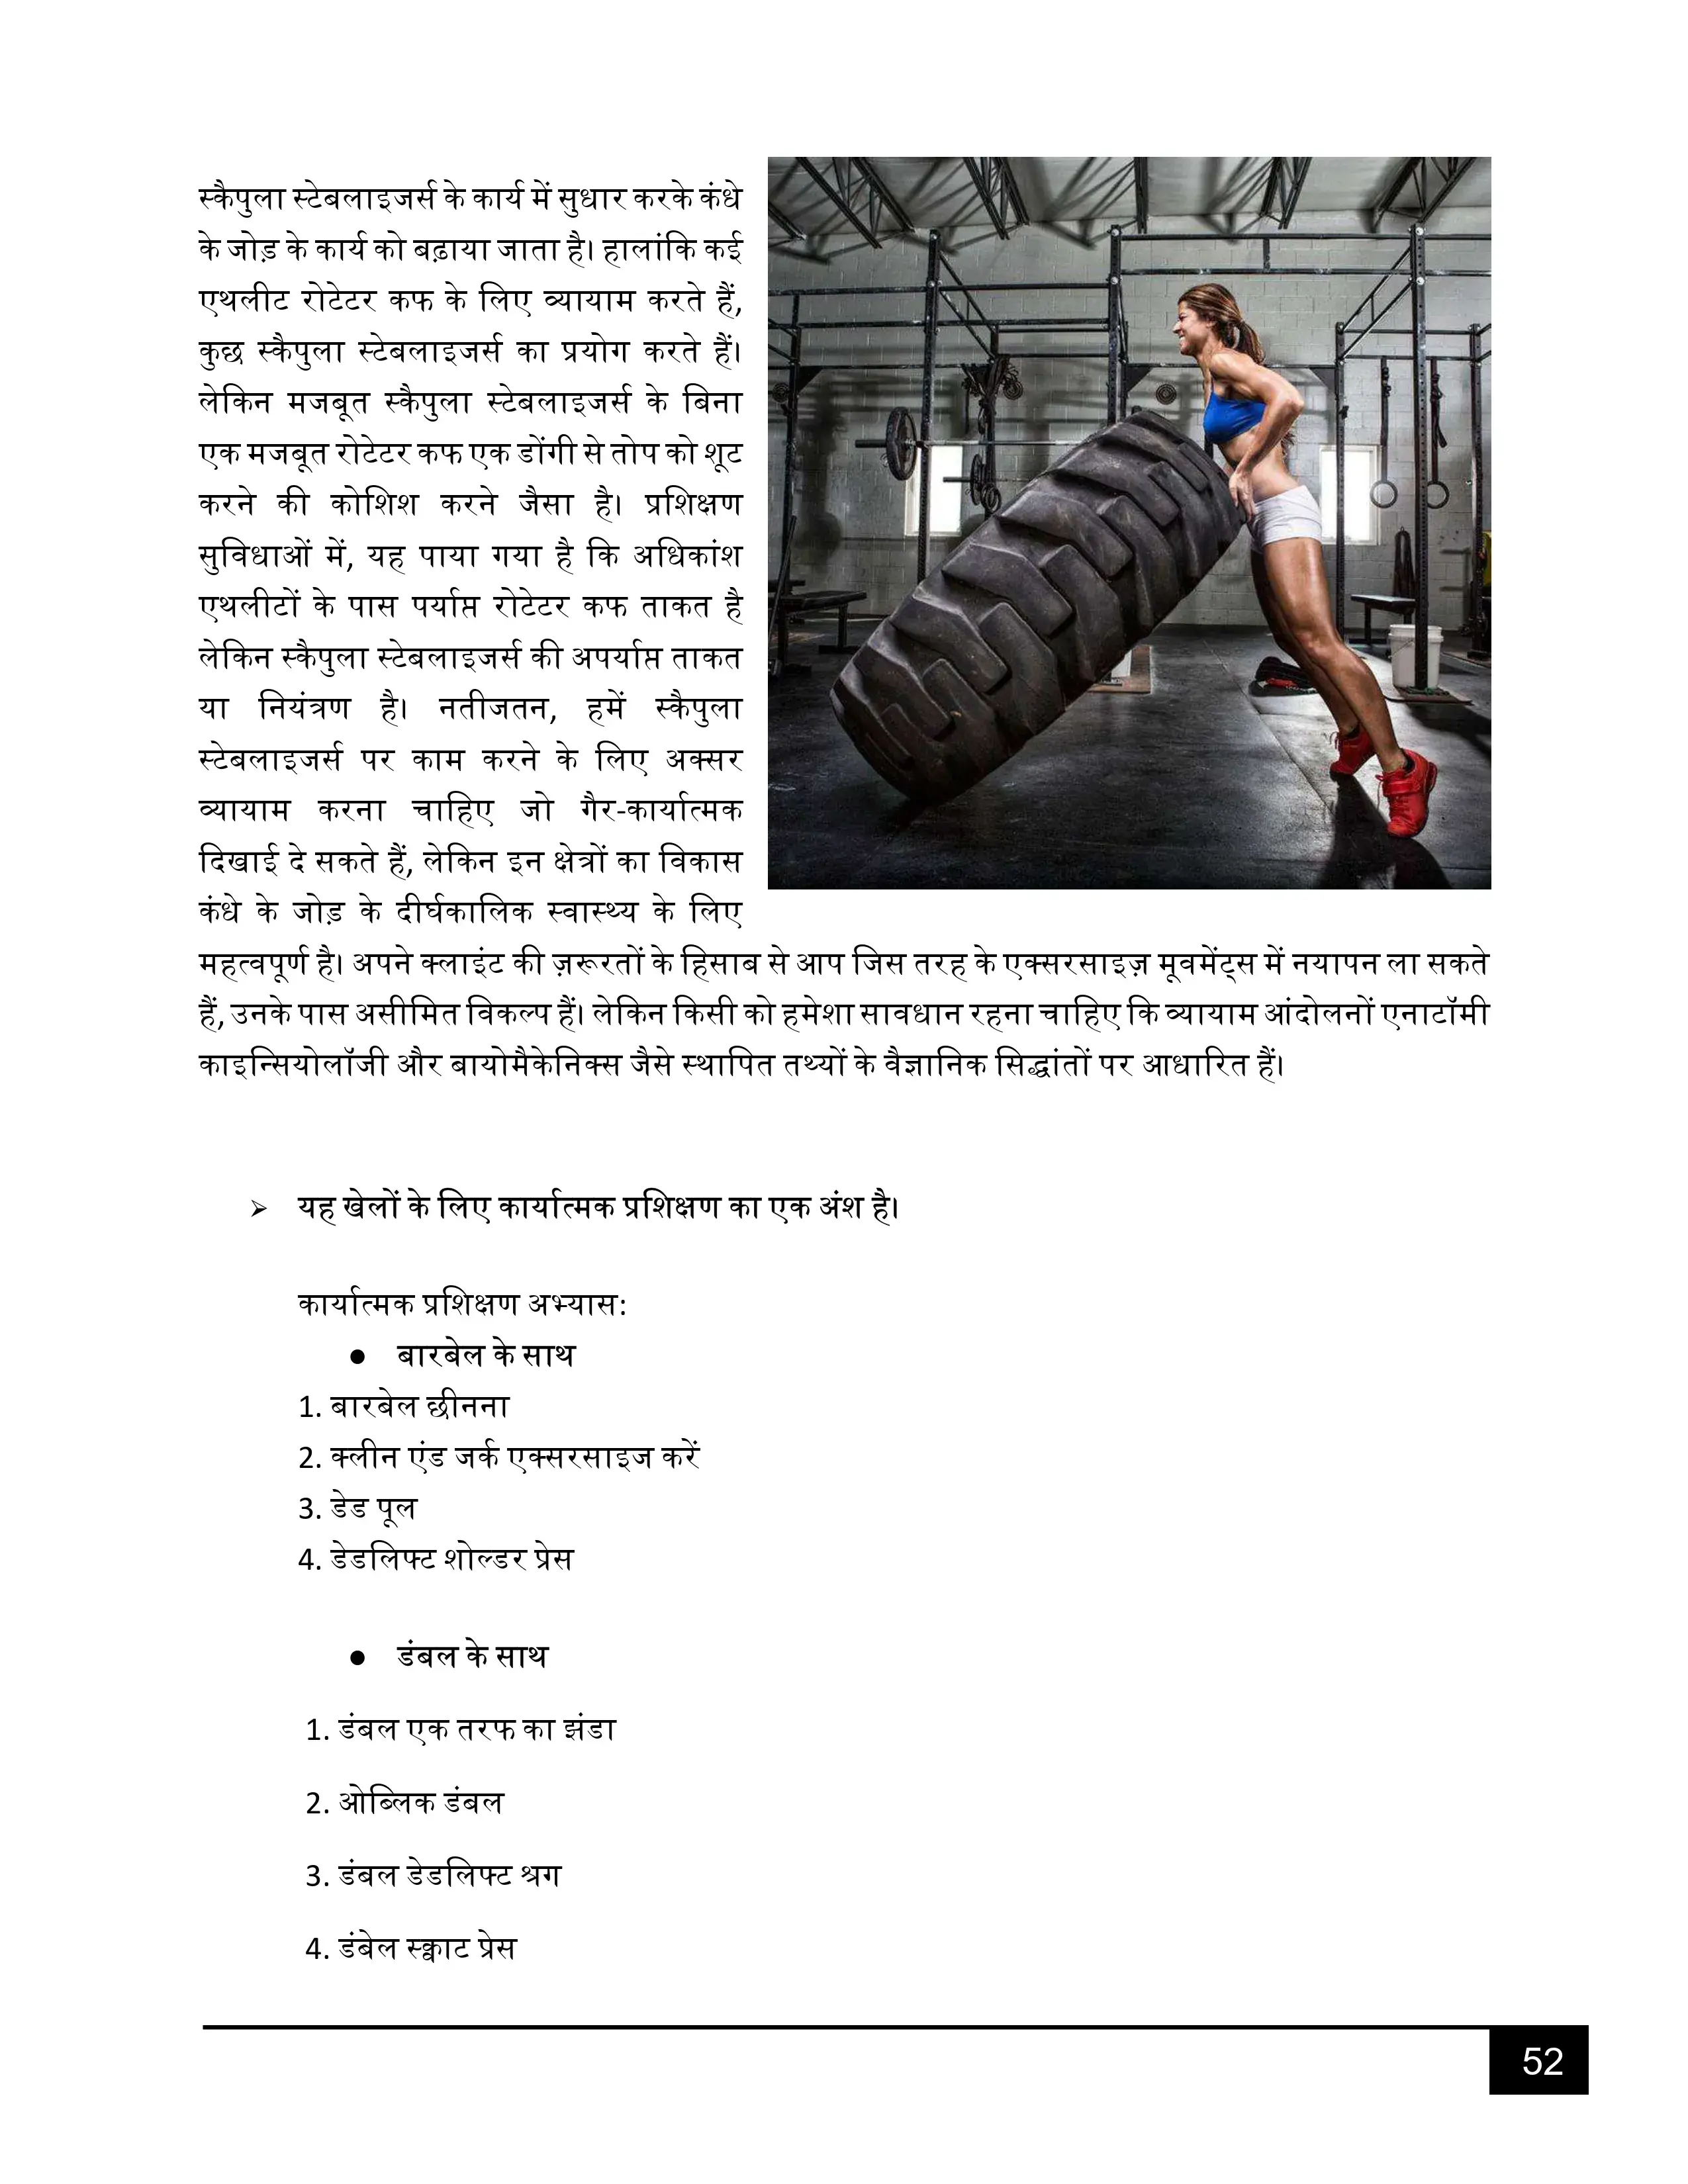 स्कैपुला स्टेबलाइजर्स के कार्य में सुधार करके कंधे
के जोड़ के कार्य को बढ़ाया जाता है। हालांकि कई
एथलीट रोटेटर कफ के लिए व्यायाम करते हैं,
कुछ स्कैपुला स्टेबलाइजर्स का प्रयोग करते हैं।
लेकिन मजबूत स्कैपुला स्टेबलाइजर्स के बिना
एक मजबूत रोटेटर कफ एक डोंगी से तोप को शूट
करने की कोशिश करने जैसा है। प्रशिक्षण
सुविधाओं में, यह पाया गया है कि अधिकांश
एथलीटों के पास पर्याप्त रोटेटर कफ ताकत है
लेकिन स्कैपुला स्टेबलाइजर्स की अपर्याप्त ताकत
या नियंत्रण है। नतीजतन, हमें स्कैपुला
स्टेबलाइजर्स पर काम करने के लिए अक्सर
व्यायाम करना चाहिए जो गैर-कार्यात्मक
दिखाई दे सकते हैं, लेकिन इन क्षेत्रों का विकास
कंधे के जोड़ के दीर्घकालिक स्वास्थ्य के लिए
महत्वपूर्ण है। अपने क्लाइंट की ज़रूरतों के हिसाब से आप जिस तरह के एक्सरसाइज़ मूवमेंट्स में नयापन ला सकते
हैं, उनके पास असीमित विकल्प हैं। लेकिन किसी को हमेशा सावधान रहना चाहिए कि व्यायाम आंदोलनों एनाटॉमी
काइन्सियोलॉजी और बायोमैकेनिक्स जैसे स्थापित तथ्यों के वैज्ञानिक सिद्धांतों पर आधारित हैं।
➢ यह खेलों के लिए कार्यात्मक प्रशिक्षण का एक अंश है।
कार्यात्मक प्रशिक्षण अभ्यास:
● बारबेल के साथ
1. बारबेल छीनना
2. क्लीन एंड जर्क एक्सरसाइज करें
3. डेड पूल
4. डेडलिफ्ट शोल्डर प्रेस
● डंबल के साथ
1. डंबल एक तरफ का झंडा
2. ओब्लिक डंबल
3. डंबल डेडलिफ्ट श्रग
4. डंबेल स्क्वाट प्रेस
52